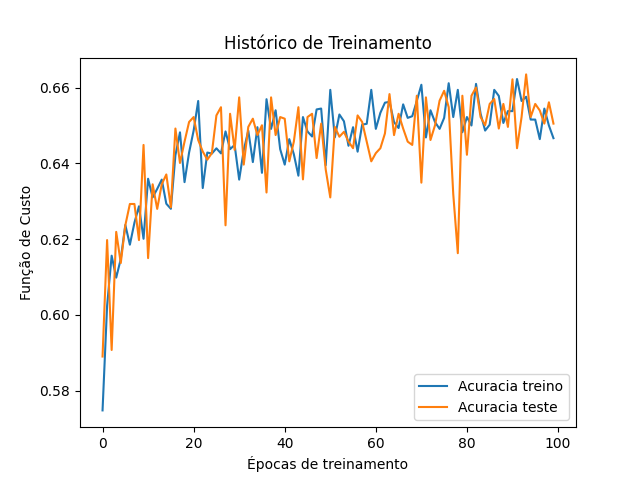 Histórico de Treinamento
Função de Custo
0.66
0.64
0.62
0.60
0.58
0
20
40
60
80
100
Épocas de treinamento
Acuracia treino
Acuracia teste